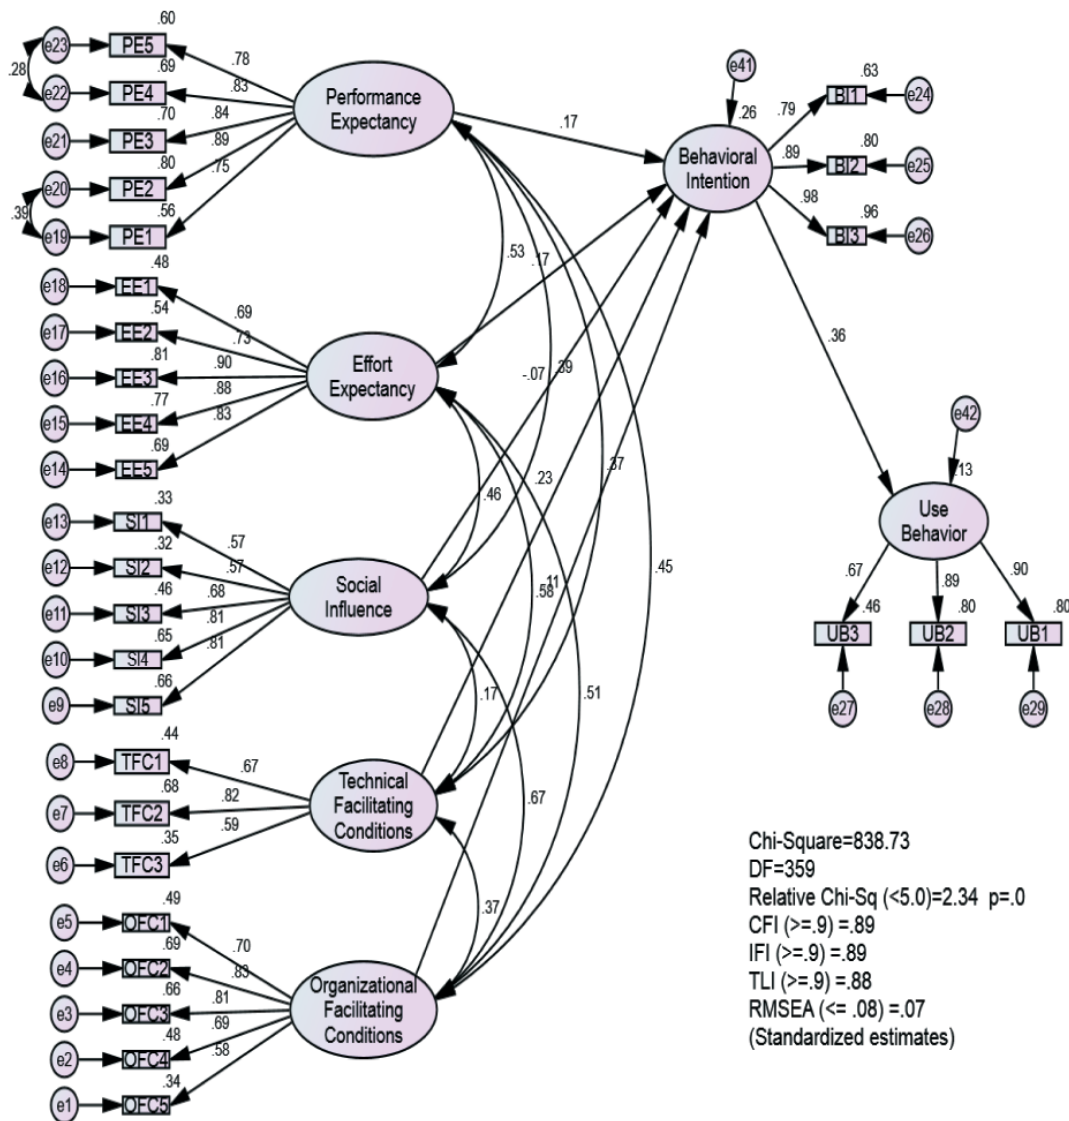 .60
e23
PE5
.78
.28
.69
e22
PE4
.83
.70
e21
PE3
.84
.80
e20
PE2
.89
.39
.56
e19
PE1
.75
Performance
Expectancy
.48
e18
EE1
.69
.54
e17
EE2
.73
.81
e16
EE3
.90
.77
e15
EE4
.88
.69
e14
EE5
.83
Effort
Expectancy
.33
e13
SI1
.57
.32
e12
SI2
.57
.46
e11
SI3
.68
.65
e10
SI4
.81
.66
e9
SI5
.81
Social
Influence
.44
e8
TFC1
.67
.68
e7
TFC2
.82
.35
e6
TFC3
.59
Technical
Facilitating
Conditions
.49
e5
OFC1
.70
.69
e4
OFC2
.83
.66
e3
OFC3
.81
.48
e2
OFC4
.69
.34
e1
OFC5
.58
Organizational
Facilitating
Conditions
.17
.53
.17
-.07
.39
.46
.23
.37
.45
.58
.11
.17
.51
.67
.37
e41
.26
Behavioral
Intention
.79
.63
BI1
e24
.89
.80
BI2
e25
.98
.96
BI3
e26
.36
e42
.13
Use
Behavior
.67
.89
.90
.46
.80
.80
UB3
UB2
UB1
e27
e28
e29
Chi-Square=838.73
DF=359
Relative Chi-Sq (<5.0)=2.34 p=.0
CFI (>=.9) =.89
IFI (>=.9) =.89
TLI (>=.9) =.88
RMSEA (<= .08) =.07
(Standardized estimates)